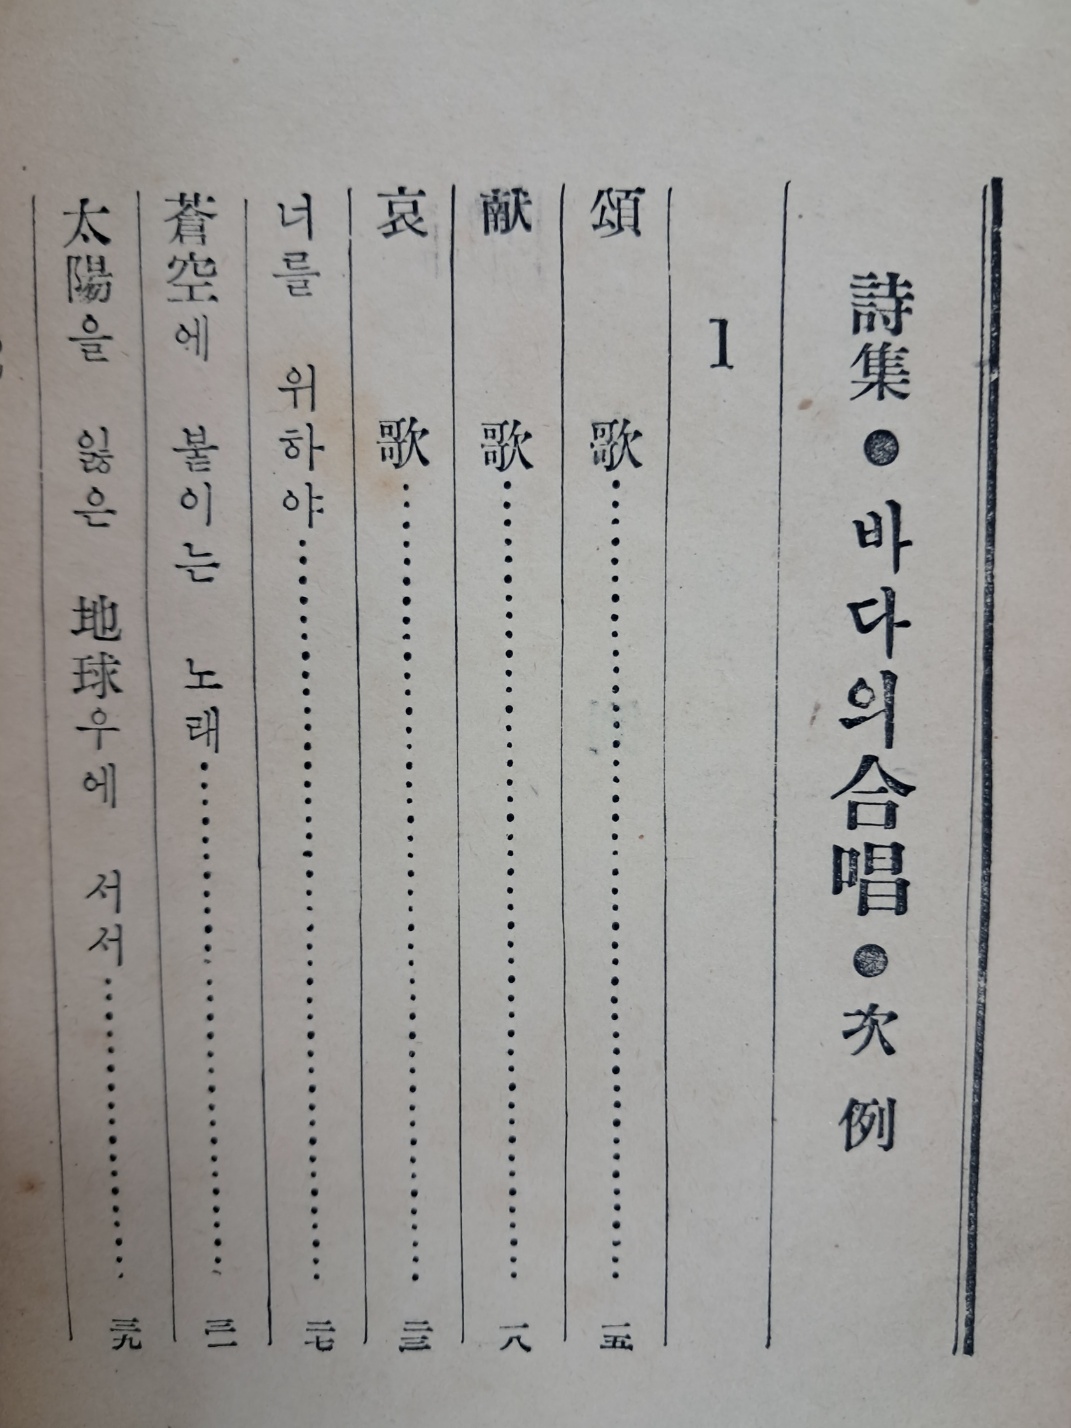 詩集●바다의合唱●次例
1
頌歌……一五
献歌……一八
哀歌……二三
너를 위하야……二七
蒼空에 붙이는 노래……三一
太陽을 잃은 地球우에 서서……三九